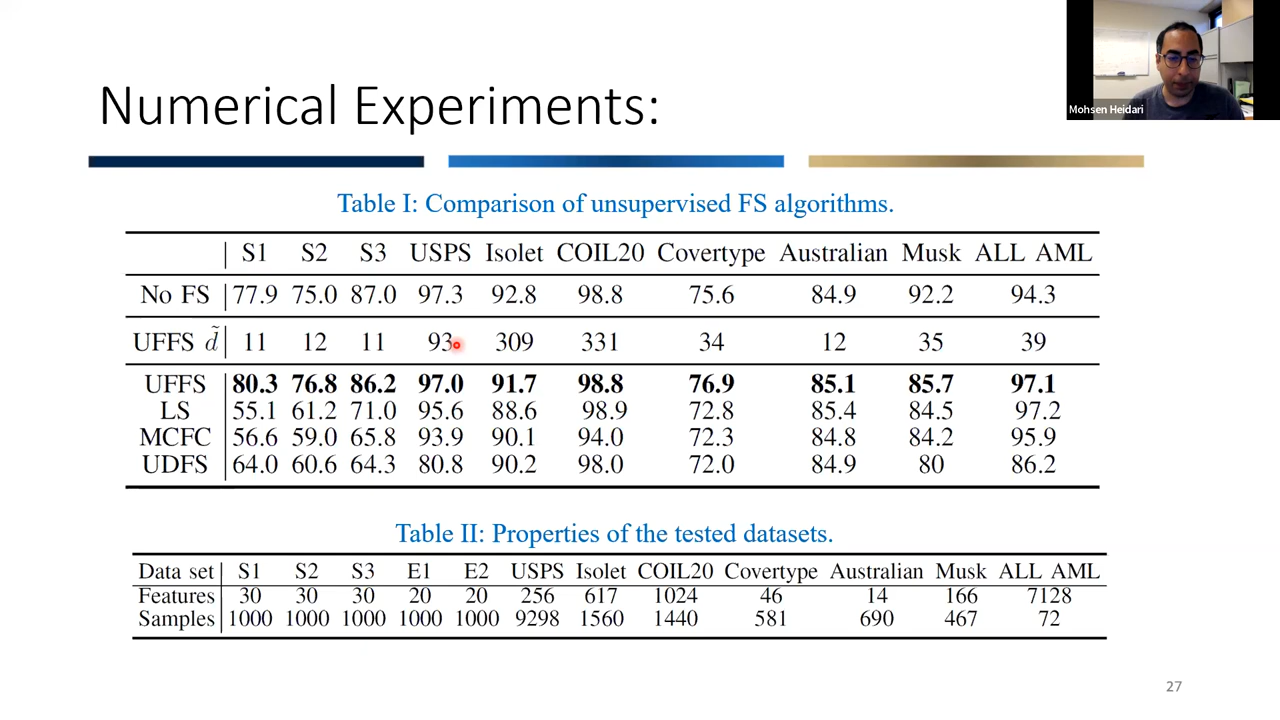 Mohsen Heidari
Numerical Experiments:
Table I: Comparison of unsupervised FS algorithms.
S1 S2 S3 USPS Isolet COIL20 Covertype Australian Musk ALL AML
No FS 77.9 75.0 87.0 97.3 92.8 98.8 75.6 84.9 92.2 94.3
UFFS d̃ 11 12 11 93 309 331 34 12 35 39
UFFS 80.3 76.8 86.2 97.0 91.7 98.8 76.9 85.1 85.7 97.1
LS 55.1 61.2 71.0 95.6 88.6 98.9 72.8 85.4 84.5 97.2
MCFC 56.6 59.0 65.8 93.9 90.1 94.0 72.3 84.8 84.2 95.9
UDFS 64.0 60.6 64.3 80.8 90.2 98.0 72.0 84.9 80 86.2
Table II: Properties of the tested datasets.
Data set S1 S2 S3 E1 E2 USPS Isolet COIL20 Covertype Australian Musk ALL AML
Features 30 30 30 20 20 256 617 1024 46 14 166 7128
Samples 1000 1000 1000 1000 1000 9298 1560 1440 581 690 467 72
27